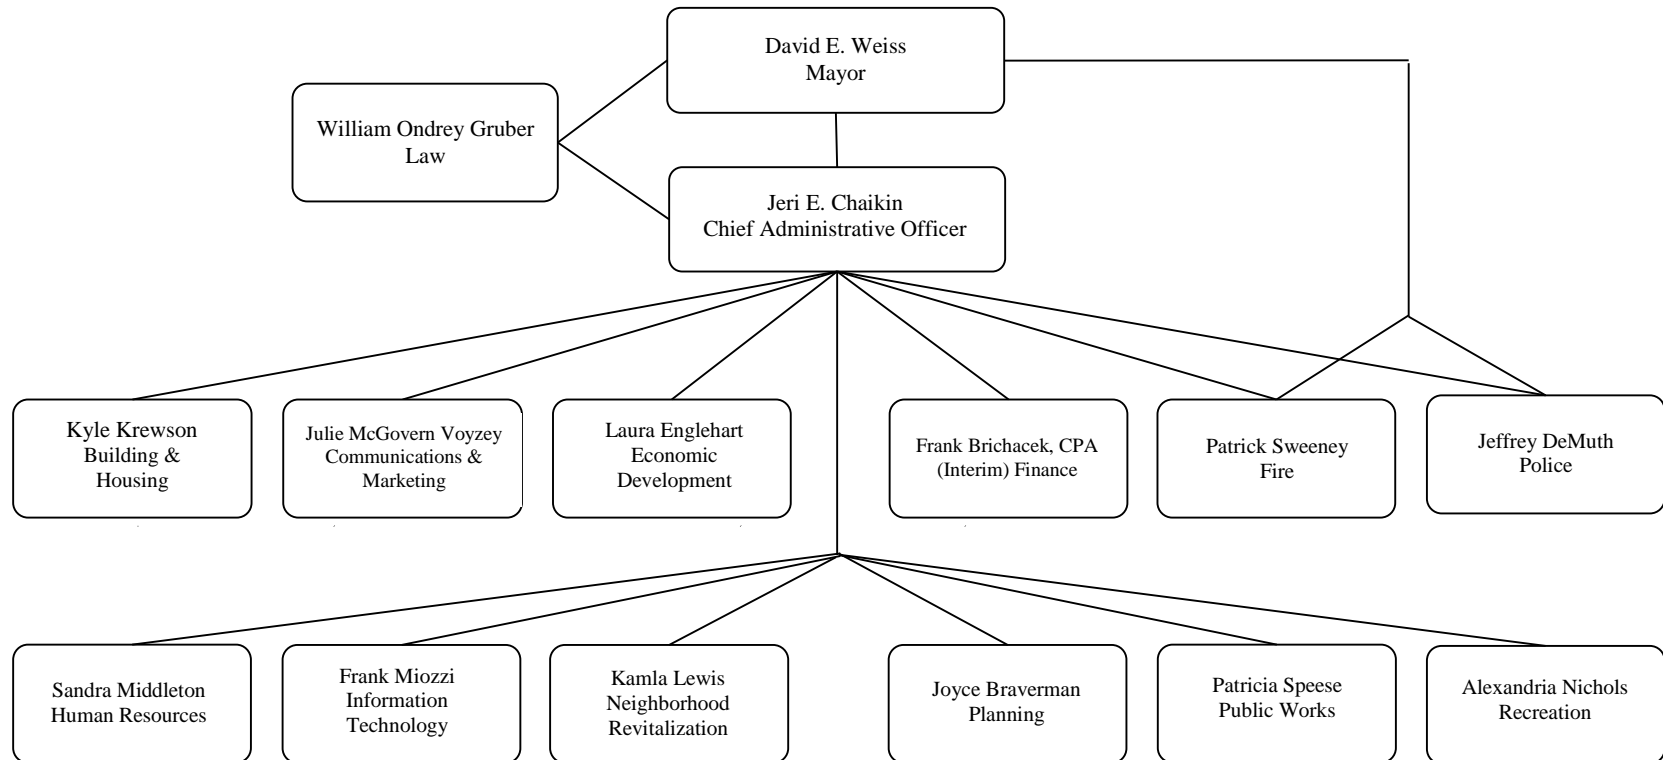 David E. Weiss
Mayor
William Ondrey Gruber
Law
Jeri E. Chaikin
Chief Administrative Officer
Kyle Krewson
Building &
Housing
Julie McGovern Voyzey
Communications &
Marketing
Laura Englehart
Economic
Development
Frank Brichacek, CPA
(Interim) Finance
Patrick Sweeney
Fire
Jeffrey DeMuth
Police
Sandra Middleton
Human Resources
Frank Miozzi
Information
Technology
Kamla Lewis
Neighborhood
Revitalization
Joyce Braverman
Planning
Patricia Speese
Public Works
Alexandria Nichols
Recreation